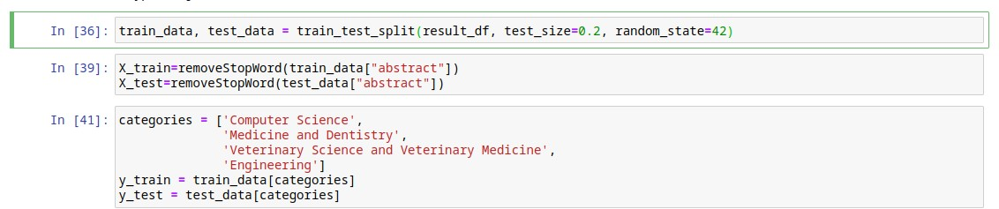 In [36]: train_data, test_data = train_test_split(result_df, test_size=0.2, random_state=42)
In [39]: X_train=removeStopWord(train_data["abstract"])
X_test=removeStopWord(test_data["abstract"])
In [41]: categories = ['Computer Science',
'Medicine and Dentistry',
'Veterinary Science and Veterinary Medicine',
'Engineering']
y_train = train_data[categories]
y_test = test_data[categories]